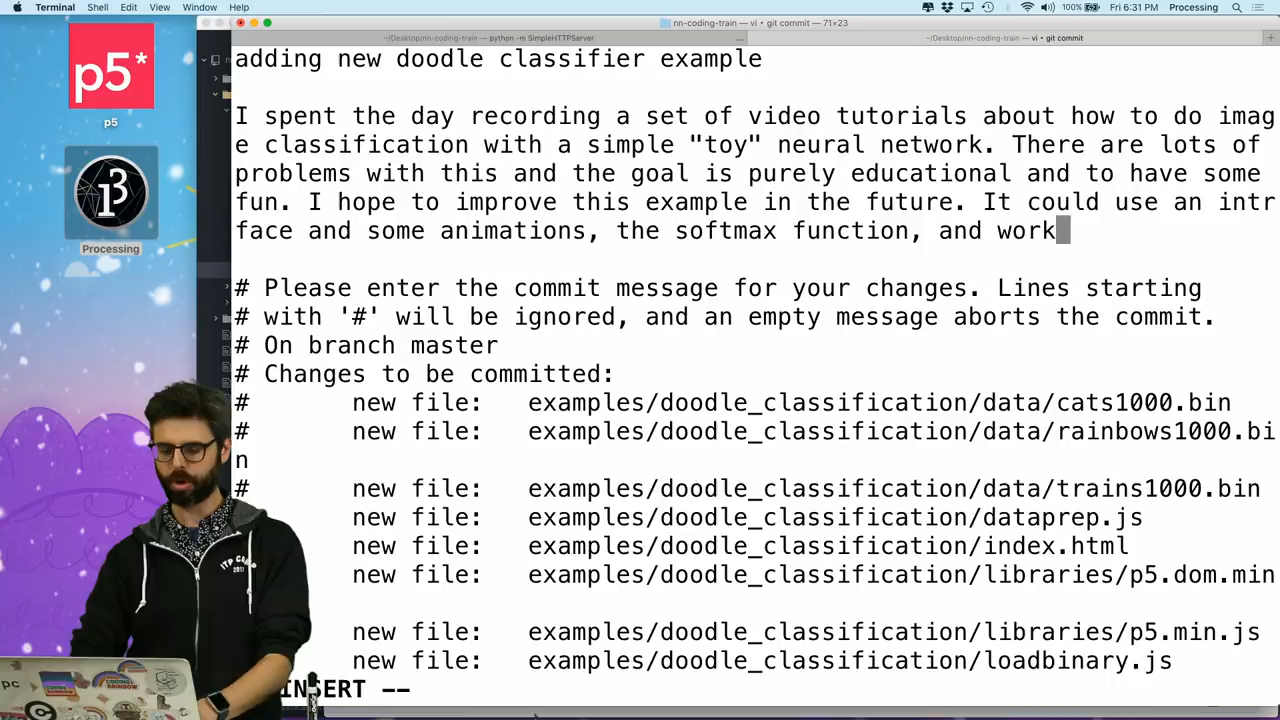 Terminal Shell Edit View Window Help 100% Fri 6:31 PM Processing
nn-coding-train — vi • git commit — 71×23
~/Desktop/nn-coding-train — python -m SimpleHTTPServer ... ~/Desktop/nn-coding-train — vi • git commit
p5*
p5
Processing
adding new doodle classifier example
I spent the day recording a set of video tutorials about how to do imag
e classification with a simple "toy" neural network. There are lots of
problems with this and the goal is purely educational and to have some
fun. I hope to improve this example in the future. It could use an intr
face and some animations, the softmax function, and work
# Please enter the commit message for your changes. Lines starting
# with '#' will be ignored, and an empty message aborts the commit.
# On branch master
# Changes to be committed:
# new file: examples/doodle_classification/data/cats1000.bin
# new file: examples/doodle_classification/data/rainbows1000.bi
n
# new file: examples/doodle_classification/data/trains1000.bin
new file: examples/doodle_classification/dataprep.js
new file: examples/doodle_classification/index.html
new file: examples/doodle_classification/libraries/p5.dom.min
new file: examples/doodle_classification/libraries/p5.min.js
new file: examples/doodle_classification/loadbinary.js
INSERT --
ITP CAMP
2017
pc
CODING
RAINBOW